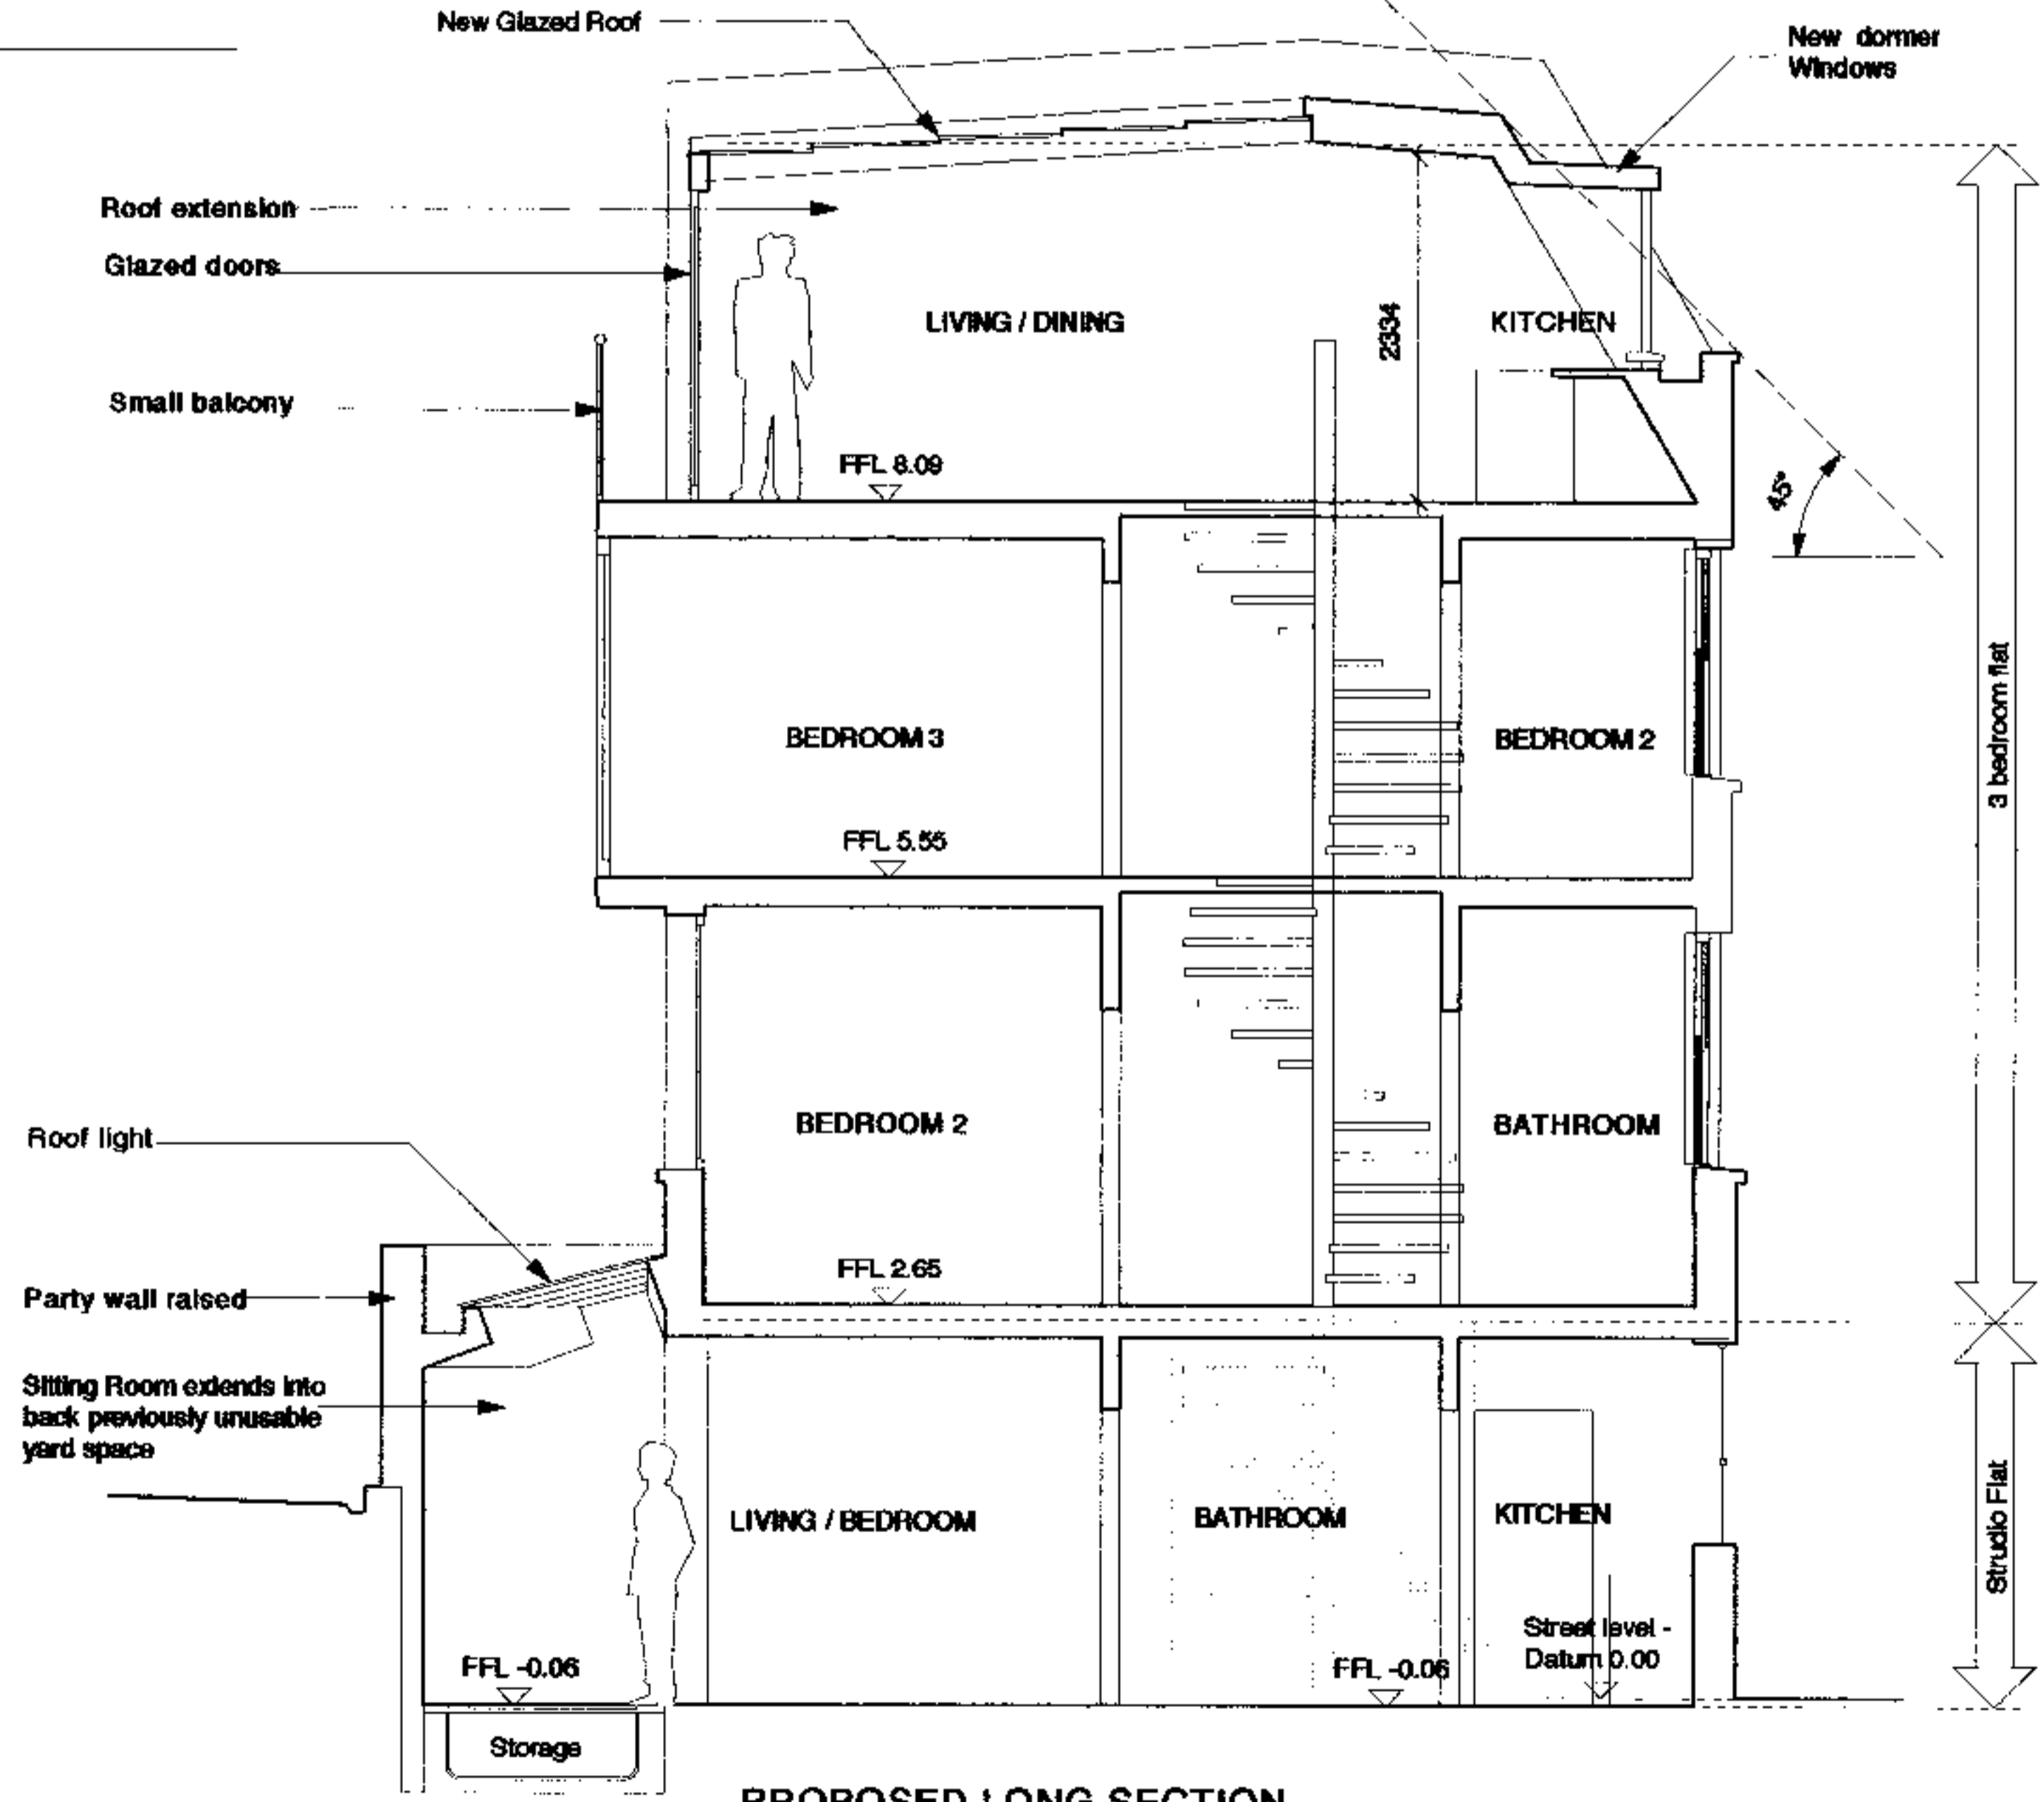 New Glazed Roof
New dormer
Windows
Roof extension
Glazed doors
LIVING / DINING
2334
KITCHEN
Small balcony
FFL 8.09
45°
3 bedroom flat
BEDROOM 3
BEDROOM 2
FFL 5.55
BEDROOM 2
BATHROOM
Roof light
FFL 2.65
Party wall raised
Sitting Room extends into
back previously unusable
yard space
LIVING / BEDROOM
BATHROOM
KITCHEN
Strudio Flat
Street level -
Datum 0.00
FFL -0.06
FFL -0.06
Storage
PROPOSED LONG SECTION